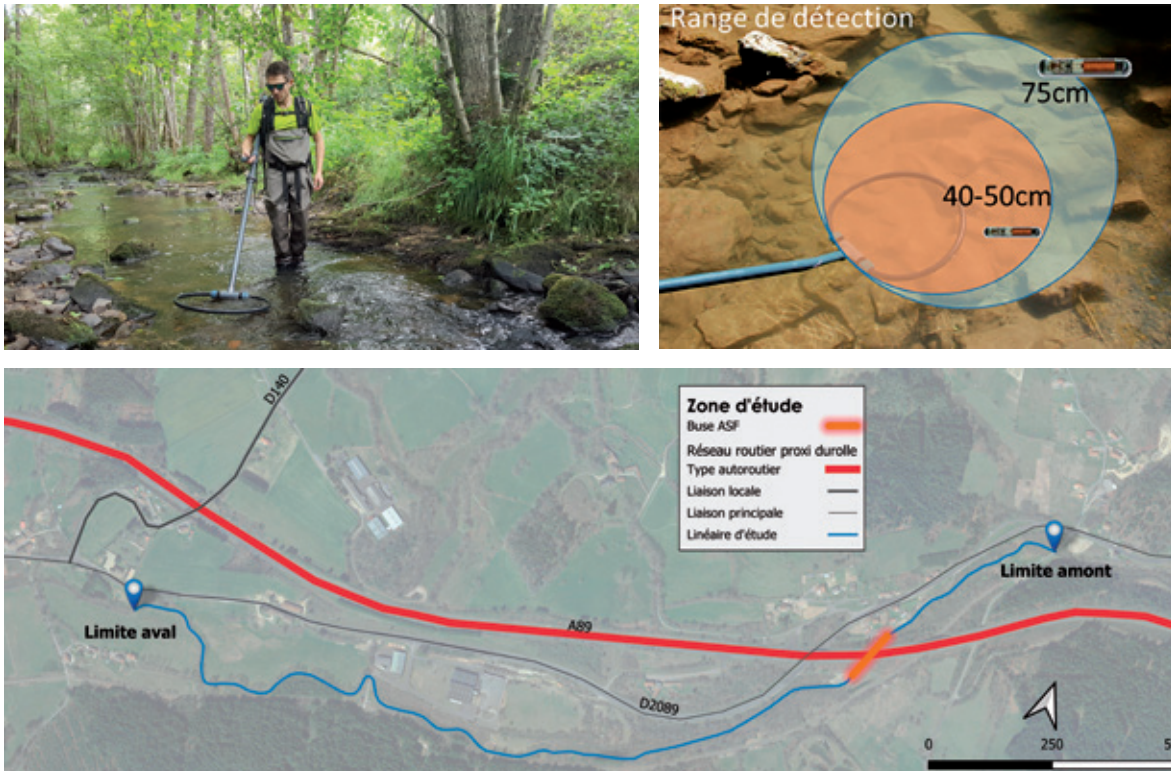 Range de détection
75cm
40-50cm
D140
Zone d'étude
Buse ASF
Réseau routier proxi durolle
Type autoroutier
Liaison locale
Liaison principale
Linéaire d'étude
Limite amont
Limite aval
A89
D2089
0
250